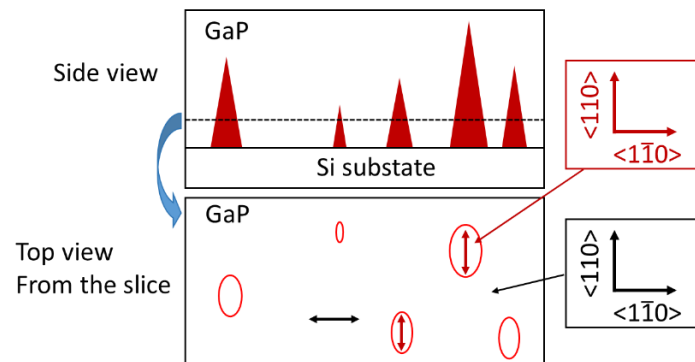 GaP
Side view
Si substate
<110>
<11̅0>
GaP
Top view
From the slice
<110>
<11̅0>